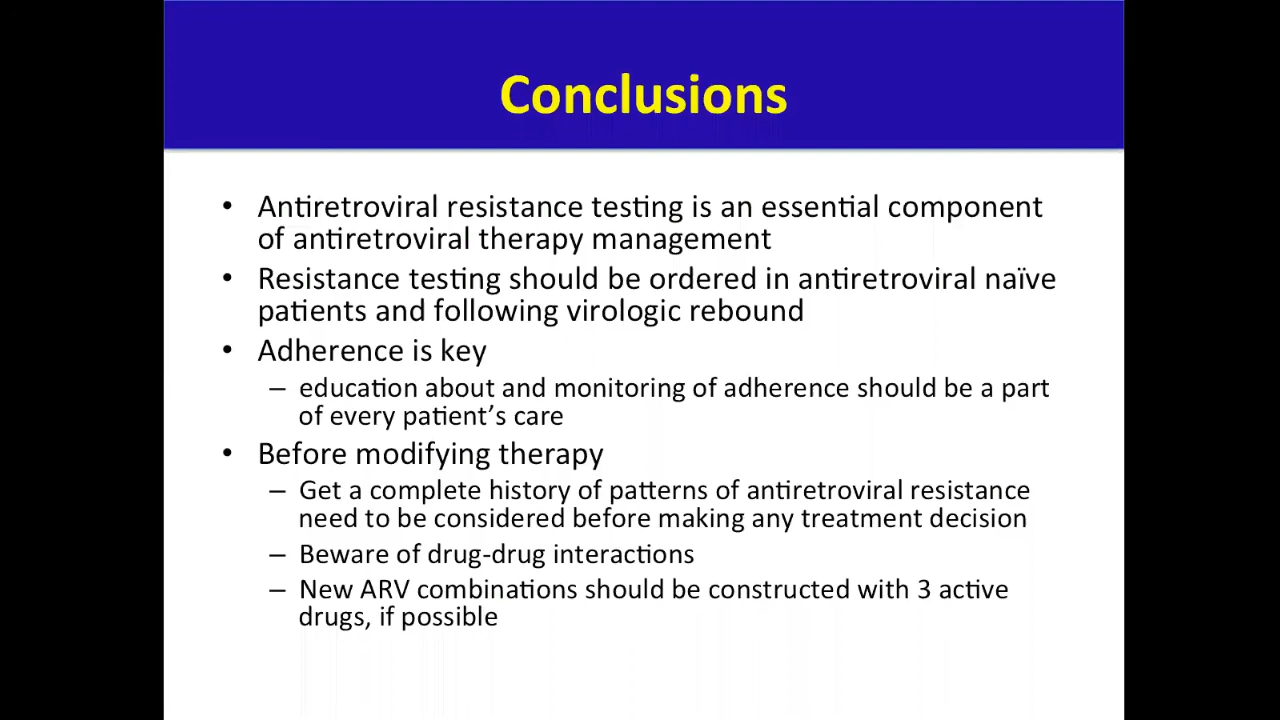 Conclusions
• Antiretroviral resistance testing is an essential component
of antiretroviral therapy management
• Resistance testing should be ordered in antiretroviral naïve
patients and following virologic rebound
• Adherence is key
– education about and monitoring of adherence should be a part
of every patient’s care
• Before modifying therapy
– Get a complete history of patterns of antiretroviral resistance
need to be considered before making any treatment decision
– Beware of drug-drug interactions
– New ARV combinations should be constructed with 3 active
drugs, if possible